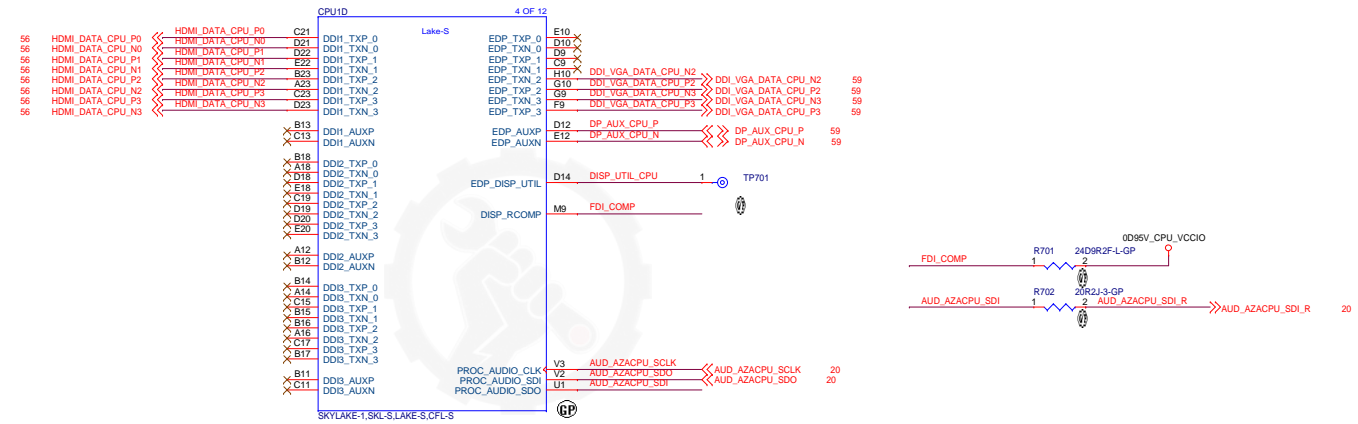 CPU1D 4 OF 12
Lake-S
56 HDMI_DATA_CPU_P0 HDMI_DATA_CPU_P0 C21 DDI1_TXP_0
56 HDMI_DATA_CPU_N0 HDMI_DATA_CPU_N0 D21 DDI1_TXN_0
56 HDMI_DATA_CPU_P1 HDMI_DATA_CPU_P1 D22 DDI1_TXP_1
56 HDMI_DATA_CPU_N1 HDMI_DATA_CPU_N1 E22 DDI1_TXN_1
56 HDMI_DATA_CPU_P2 HDMI_DATA_CPU_P2 B23 DDI1_TXP_2
56 HDMI_DATA_CPU_N2 HDMI_DATA_CPU_N2 A23 DDI1_TXN_2
56 HDMI_DATA_CPU_P3 HDMI_DATA_CPU_P3 C23 DDI1_TXP_3
56 HDMI_DATA_CPU_N3 HDMI_DATA_CPU_N3 D23 DDI1_TXN_3
B13 DDI1_AUXP
C13 DDI1_AUXN
B18 DDI2_TXP_0
A18 DDI2_TXN_0
D18 DDI2_TXP_1
E18 DDI2_TXN_1
C19 DDI2_TXP_2
D19 DDI2_TXN_2
D20 DDI2_TXP_3
E20 DDI2_TXN_3
A12 DDI2_AUXP
B12 DDI2_AUXN
B14 DDI3_TXP_0
A14 DDI3_TXN_0
C15 DDI3_TXP_1
B15 DDI3_TXN_1
B16 DDI3_TXP_2
A16 DDI3_TXN_2
C17 DDI3_TXP_3
B17 DDI3_TXN_3
B11 DDI3_AUXP
C11 DDI3_AUXN
EDP_TXP_0 E10
EDP_TXN_0 D10
EDP_TXP_1 D9
EDP_TXN_1 C9
EDP_TXN_2 H10 DDI_VGA_DATA_CPU_N2 DDI_VGA_DATA_CPU_N2 59
EDP_TXP_2 G10 DDI_VGA_DATA_CPU_P2 DDI_VGA_DATA_CPU_P2 59
EDP_TXN_3 G9 DDI_VGA_DATA_CPU_N3 DDI_VGA_DATA_CPU_N3 59
EDP_TXP_3 F9 DDI_VGA_DATA_CPU_P3 DDI_VGA_DATA_CPU_P3 59
EDP_AUXP D12 DP_AUX_CPU_P DP_AUX_CPU_P 59
EDP_AUXN E12 DP_AUX_CPU_N DP_AUX_CPU_N 59
EDP_DISP_UTIL D14 DISP_UTIL_CPU 1 TP701
DISP_RCOMP M9 FDI_COMP
PROC_AUDIO_CLK V3 AUD_AZACPU_SCLK AUD_AZACPU_SCLK 20
PROC_AUDIO_SDI V2 AUD_AZACPU_SDO AUD_AZACPU_SDO 20
PROC_AUDIO_SDO U1 AUD_AZACPU_SDI
SKYLAKE-1,SKL-S,LAKE-S,CFL-S
GP
0D95V_CPU_VCCIO
R701 24D9R2F-L-GP
FDI_COMP 1 2
R702 20R2J-3-GP
AUD_AZACPU_SDI 1 2 AUD_AZACPU_SDI_R AUD_AZACPU_SDI_R 20